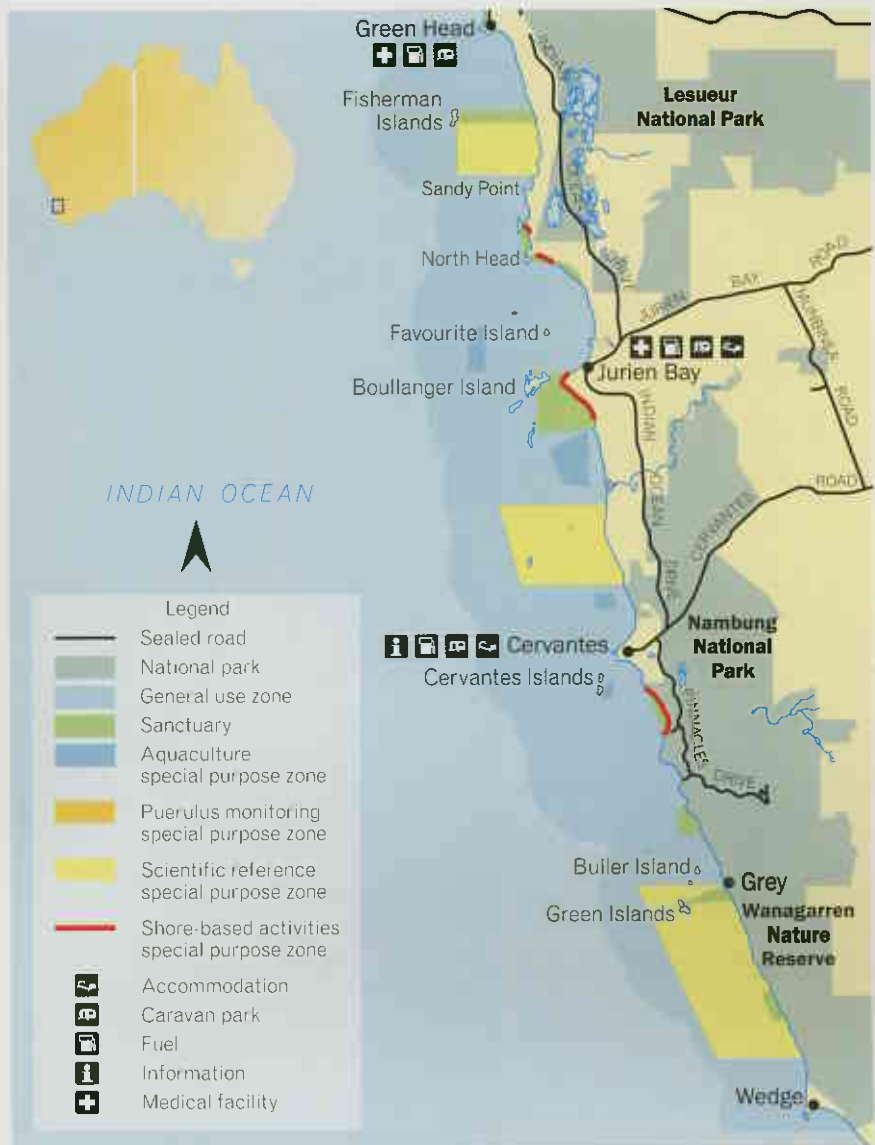 Green Head
Fisherman
Islands
Lesueur
National Park
Sandy Point
North Head
INDIAN
OCEAN
DRIVE
JURIEN BAY ROAD
MUNBINEA
ROAD
Favourite Island
Jurien Bay
Boullanger Island
INDIAN
OCEAN
DRIVE
CERVANTES
ROAD
INDIAN OCEAN
Cervantes
Cervantes Islands
Nambung
National
Park
PINNACLES
DRIVE
Buller Island
Grey
Green Islands
Wanagarren
Nature
Reserve
Wedge
Legend
Sealed road
National park
General use zone
Sanctuary
Aquaculture
special purpose zone
Puerulus monitoring
special purpose zone
Scientific reference
special purpose zone
Shore-based activities
special purpose zone
Accommodation
Caravan park
Fuel
i
Information
Medical facility